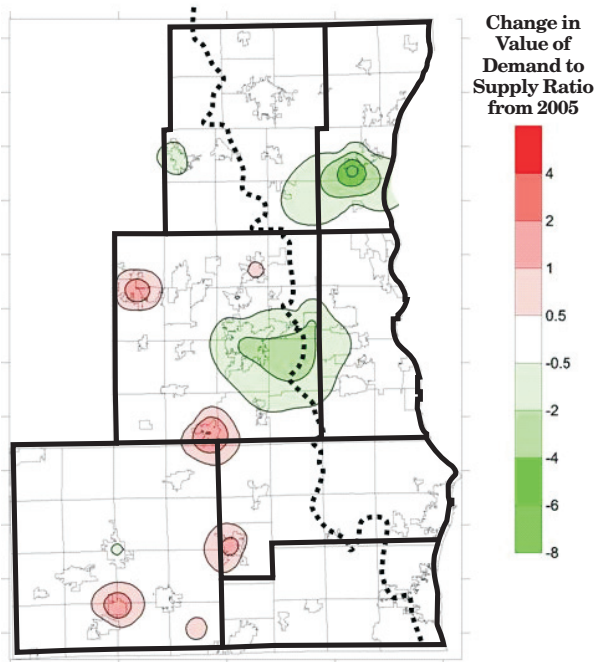 Change in
Value of
Demand to
Supply Ratio
from 2005
4
2
1
0.5
-0.5
-2
-4
-6
-8